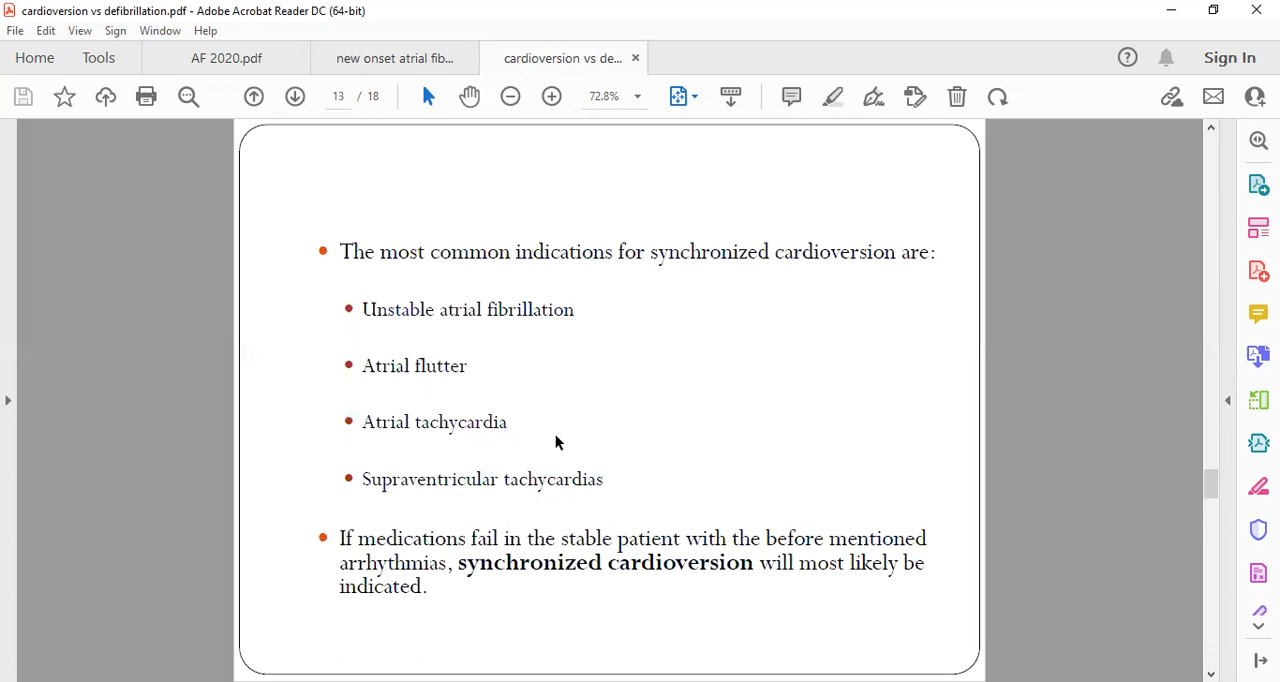 cardioversion vs defibrillation.pdf - Adobe Acrobat Reader DC (64-bit)
File Edit View Sign Window Help
Home Tools AF 2020.pdf new onset atrial fib... cardioversion vs de... × Sign In
13 / 18 72.8%
• The most common indications for synchronized cardioversion are:
• Unstable atrial fibrillation
• Atrial flutter
• Atrial tachycardia
• Supraventricular tachycardias
• If medications fail in the stable patient with the before mentioned
arrhythmias, synchronized cardioversion will most likely be
indicated.